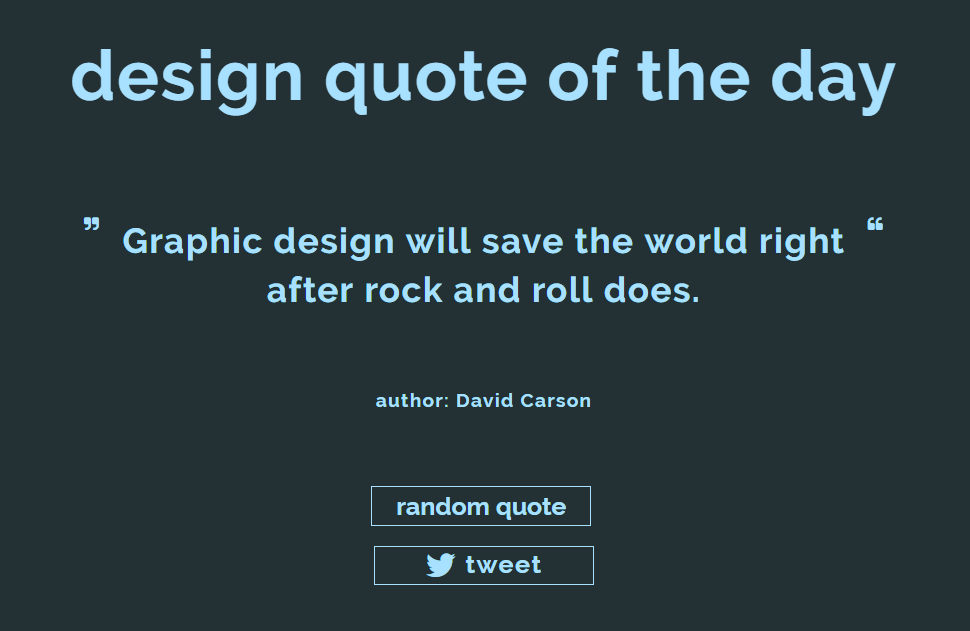 design quote of the day
” Graphic design will save the world right “
after rock and roll does.
author: David Carson
random quote
tweet